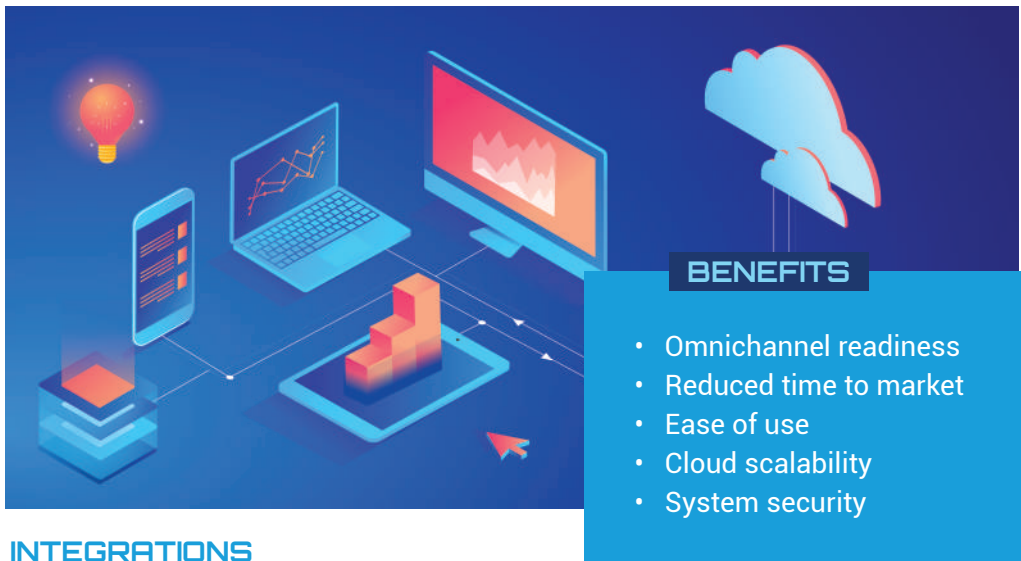 BENEFITS
• Omnichannel readiness
• Reduced time to market
• Ease of use
• Cloud scalability
• System security
INTEGRATIONS